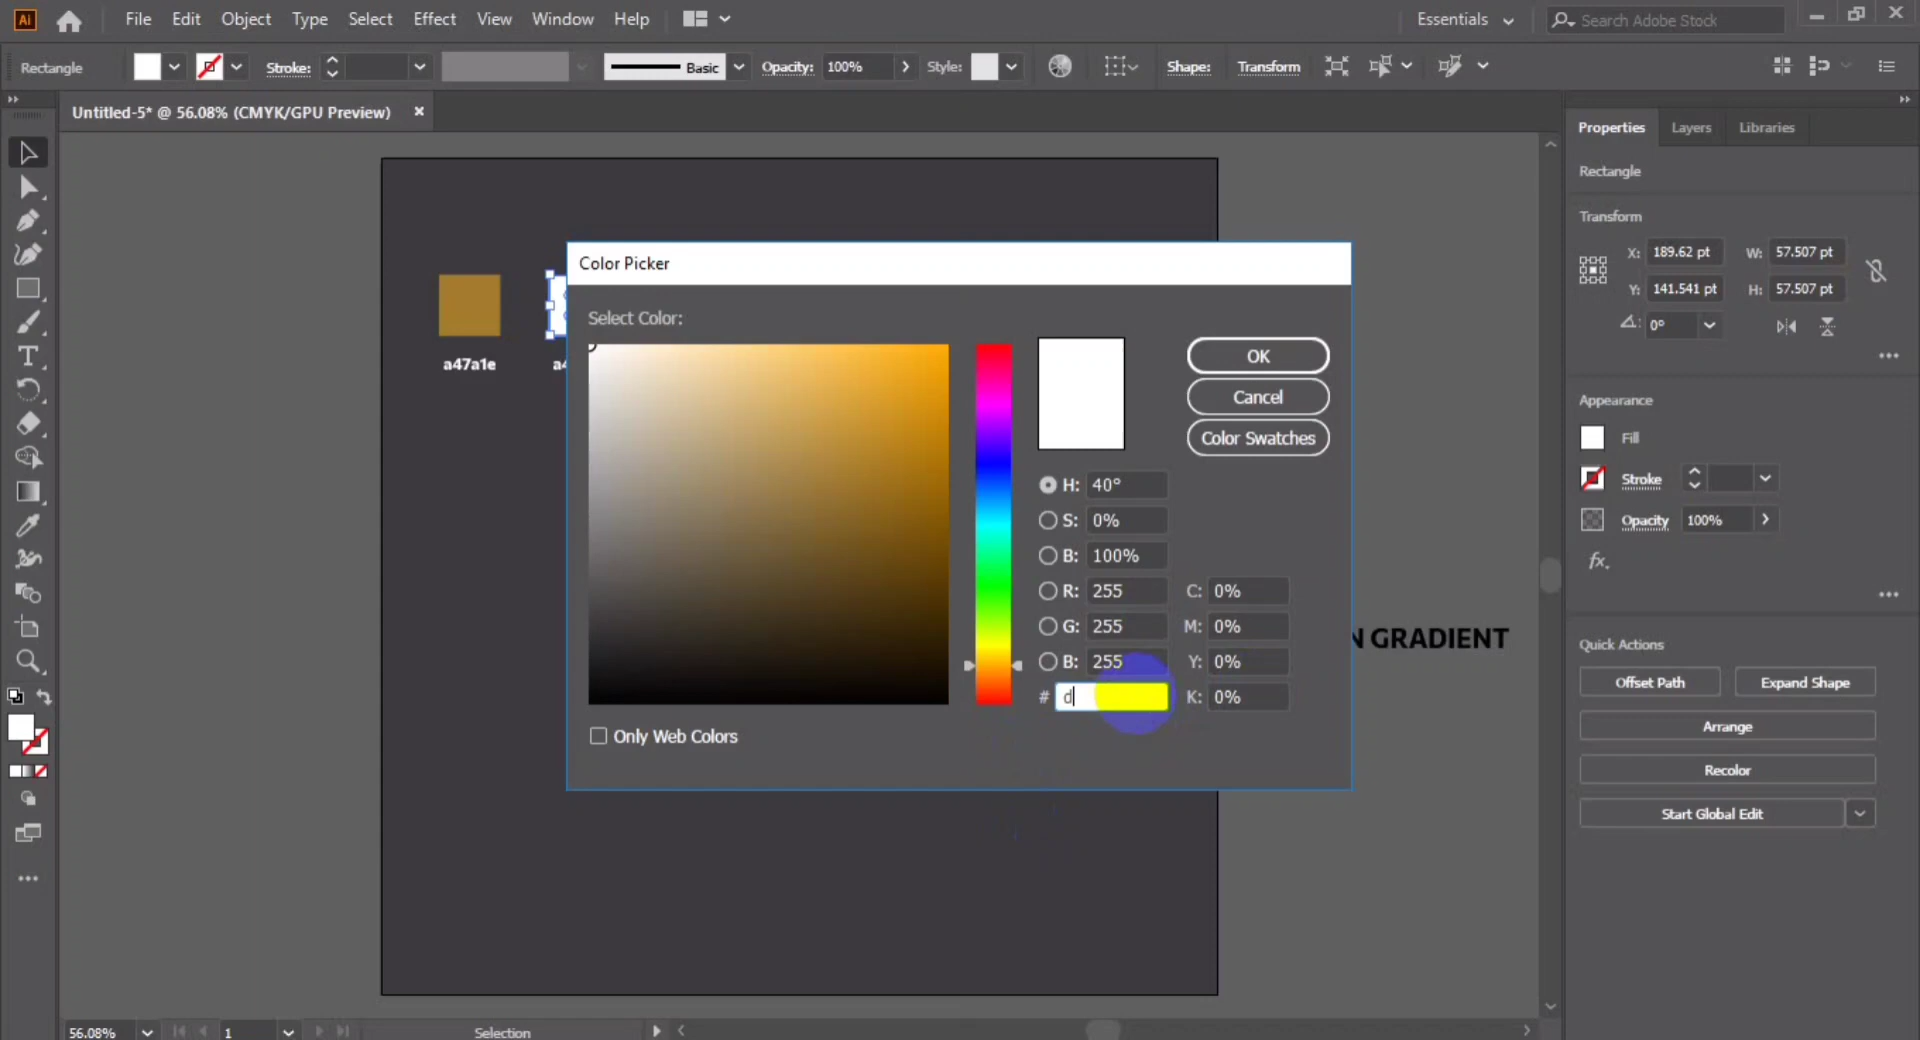 Ai File Edit Object Type Select Effect View Window Help Essentials Search Adobe Stock
Rectangle Stroke: Basic Opacity: 100% Style: Shape: Transform
Untitled-5* @ 56.08% (CMYK/GPU Preview)
Properties Layers Libraries
Rectangle
Transform
X: 189.62 pt W: 57.507 pt
Y: 141.541 pt H: 57.507 pt
0°
Appearance
Fill
Stroke
Opacity 100%
fx.
Quick Actions
Offset Path Expand Shape
Arrange
Recolor
Start Global Edit
a47a1e
Color Picker
Select Color:
OK
Cancel
Color Swatches
H: 40°
S: 0%
B: 100%
R: 255 C: 0%
G: 255 M: 0%
B: 255 Y: 0%
# d K: 0%
Only Web Colors
GRADIENT
56.08% 1 Selection